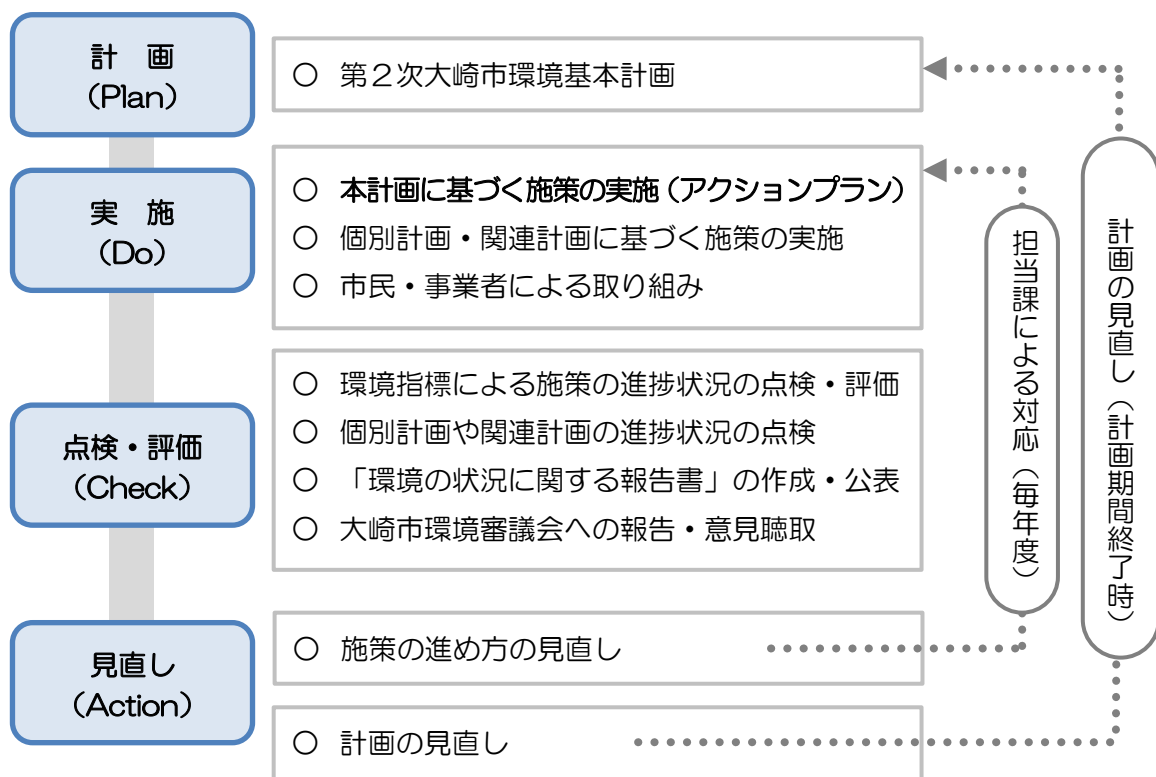 計　画
(Plan)
○ 第２次大崎市環境基本計画
実　施
(Do)
○ 本計画に基づく施策の実施（アクションプラン）
○ 個別計画・関連計画に基づく施策の実施
○ 市民・事業者による取り組み
点検・評価
(Check)
○ 環境指標による施策の進捗状況の点検・評価
○ 個別計画や関連計画の進捗状況の点検
○ 「環境の状況に関する報告書」の作成・公表
○ 大崎市環境審議会への報告・意見聴取
見直し
(Action)
○ 施策の進め方の見直し
○ 計画の見直し
担当課による対応（毎年度）
計画の見直し（計画期間終了時）